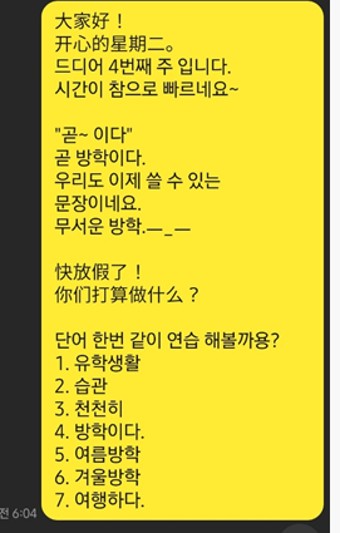 大家好！
开心的星期二。
드디어 4번째 주 입니다.
시간이 참으로 빠르네요~
"곧~ 이다"
곧 방학이다.
우리도 이제 쓸 수 있는
문장이네요.
무서운 방학.ㅡ_ㅡ
快放假了！
你们打算做什么？
단어 한번 같이 연습 해볼까용?
1. 유학생활
2. 습관
3. 천천히
4. 방학이다.
5. 여름방학
6. 겨울방학
7. 여행하다.
전 6:04